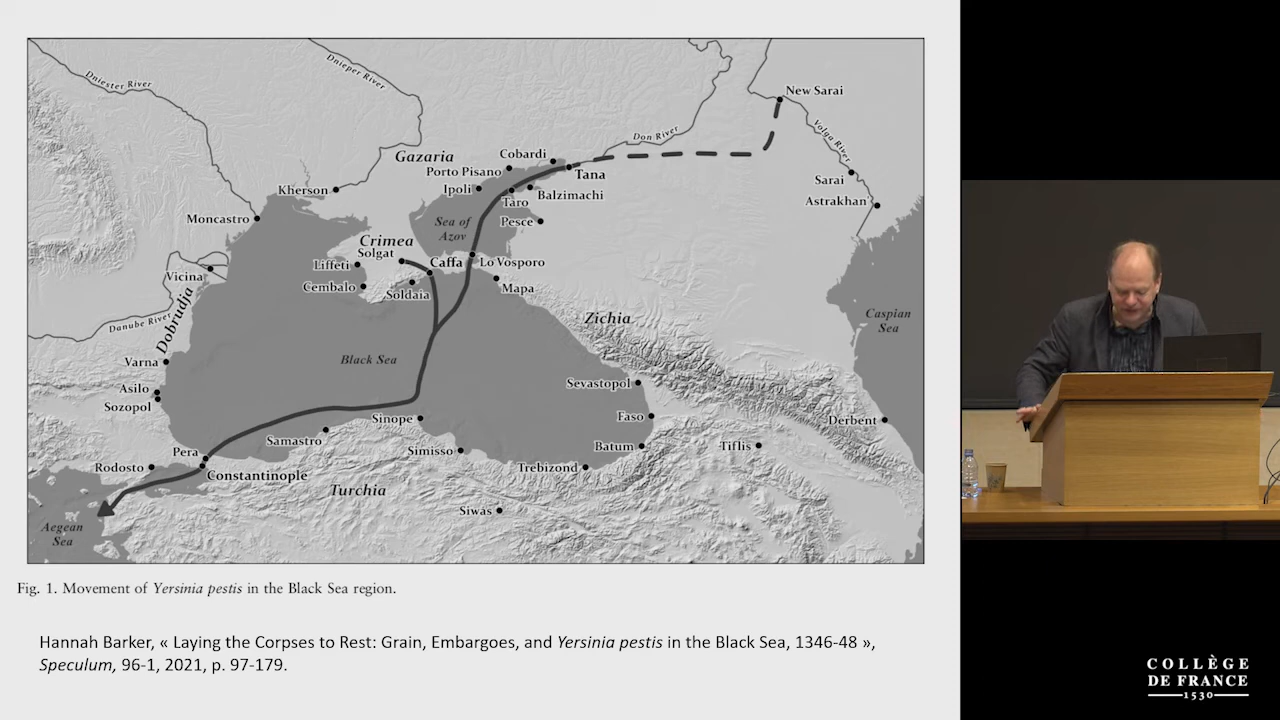 Dniester River
Dnieper River
New Sarai
Volga River
Don River
Gazaria
Cobardi
Porto Pisano
Tana
Ipoli
Balzimachi
Taro
Kherson
Sarai
Astrakhan
Moncastro
Sea of
Azov
Pesce
Crimea
Solgat
Liffeti
Caffa
Lo Vosporo
Vicina
Cembalo
Soldaia
Mapa
Dobrudja
Danube River
Zichia
Caspian
Sea
Black Sea
Varna
Asilo
Sozopol
Sevastopol
Sinope
Faso
Derbent
Samastro
Simisso
Batum
Tiflis
Pera
Rodosto
Constantinople
Trebizond
Turchia
Siwas
Aegean
Sea
Fig. 1. Movement of Yersinia pestis in the Black Sea region.
Hannah Barker, « Laying the Corpses to Rest: Grain, Embargoes, and Yersinia pestis in the Black Sea, 1346-48 »,
Speculum, 96-1, 2021, p. 97-179.
COLLÈGE
DE FRANCE
1530